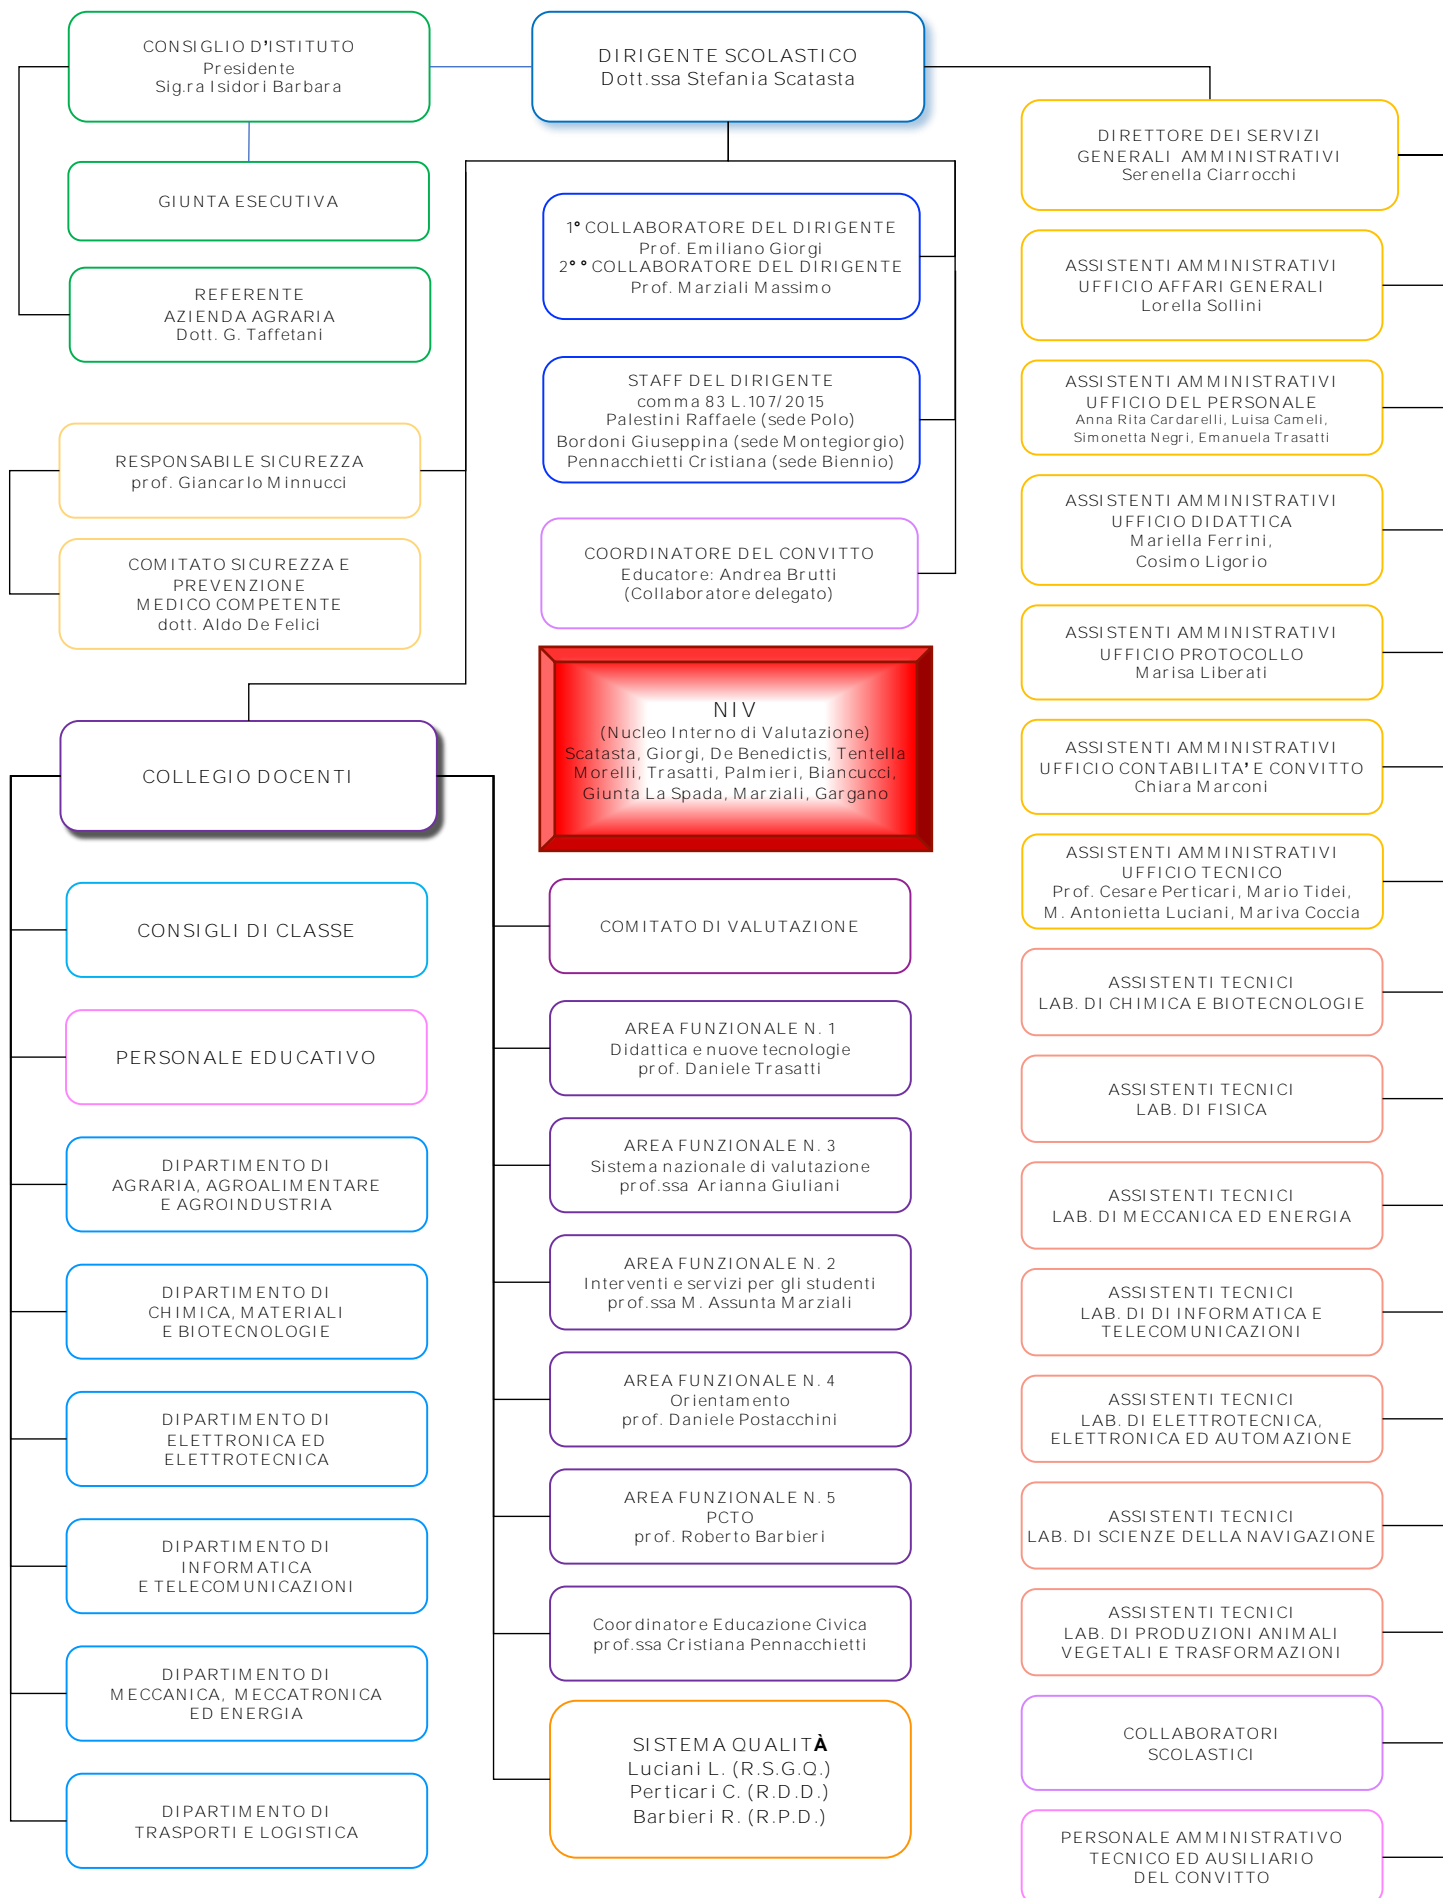 CONSIGLIO D'ISTITUTO
Presidente
Sig.ra Isidori Barbara
GIUNTA ESECUTIVA
REFERENTE
AZIENDA AGRARIA
Dott. G. Taffetani
RESPONSABILE SICUREZZA
prof. Giancarlo Minnucci
COMITATO SICUREZZA E
PREVENZIONE
MEDICO COMPETENTE
dott. Aldo De Felici
COLLEGIO DOCENTI
CONSIGLI DI CLASSE
PERSONALE EDUCATIVO
DIPARTIMENTO DI
AGRARIA, AGROALIMENTARE
E AGROINDUSTRIA
DIPARTIMENTO DI
CHIMICA, MATERIALI
E BIOTECNOLOGIE
DIPARTIMENTO DI
ELETTRONICA ED
ELETTROTECNICA
DIPARTIMENTO DI
INFORMATICA
E TELECOMUNICAZIONI
DIPARTIMENTO DI
MECCANICA, MECCATRONICA
ED ENERGIA
DIPARTIMENTO DI
TRASPORTI E LOGISTICA
DIRIGENTE SCOLASTICO
Dott.ssa Stefania Scatasta
1° COLLABORATORE DEL DIRIGENTE
Prof. Emiliano Giorgi
2° ° COLLABORATORE DEL DIRIGENTE
Prof. Marziali Massimo
STAFF DEL DIRIGENTE
comma 83 L.107/2015
Palestini Raffaele (sede Polo)
Bordoni Giuseppina (sede Montegiorgio)
Pennacchietti Cristiana (sede Biennio)
COORDINATORE DEL CONVITTO
Educatore: Andrea Brutti
(Collaboratore delegato)
NIV
(Nucleo Interno di Valutazione)
Scatasta, Giorgi, De Benedictis, Tentella
Morelli, Trasatti, Palmieri, Biancucci,
Giunta La Spada, Marziali, Gargano
COMITATO DI VALUTAZIONE
AREA FUNZIONALE N. 1
Didattica e nuove tecnologie
prof. Daniele Trasatti
AREA FUNZIONALE N. 3
Sistema nazionale di valutazione
prof.ssa Arianna Giuliani
AREA FUNZIONALE N. 2
Interventi e servizi per gli studenti
prof.ssa M. Assunta Marziali
AREA FUNZIONALE N. 4
Orientamento
prof. Daniele Postacchini
AREA FUNZIONALE N. 5
PCTO
prof. Roberto Barbieri
Coordinatore Educazione Civica
prof.ssa Cristiana Pennacchietti
SISTEMA QUALITÀ
Luciani L. (R.S.G.Q.)
Perticari C. (R.D.D.)
Barbieri R. (R.P.D.)
DIRETTORE DEI SERVIZI
GENERALI AMMINISTRATIVI
Serenella Ciarrocchi
ASSISTENTI AMMINISTRATIVI
UFFICIO AFFARI GENERALI
Lorella Sollini
ASSISTENTI AMMINISTRATIVI
UFFICIO DEL PERSONALE
Anna Rita Cardarelli, Luisa Cameli,
Simonetta Negri, Emanuela Trasatti
ASSISTENTI AMMINISTRATIVI
UFFICIO DIDATTICA
Mariella Ferrini,
Cosimo Ligorio
ASSISTENTI AMMINISTRATIVI
UFFICIO PROTOCOLLO
Marisa Liberati
ASSISTENTI AMMINISTRATIVI
UFFICIO CONTABILITA' E CONVITTO
Chiara Marconi
ASSISTENTI AMMINISTRATIVI
UFFICIO TECNICO
Prof. Cesare Perticari, Mario Tidei,
M. Antonietta Luciani, Mariva Coccia
ASSISTENTI TECNICI
LAB. DI CHIMICA E BIOTECNOLOGIE
ASSISTENTI TECNICI
LAB. DI FISICA
ASSISTENTI TECNICI
LAB. DI MECCANICA ED ENERGIA
ASSISTENTI TECNICI
LAB. DI DI INFORMATICA E
TELECOMUNICAZIONI
ASSISTENTI TECNICI
LAB. DI ELETTROTECNICA,
ELETTRONICA ED AUTOMAZIONE
ASSISTENTI TECNICI
LAB. DI SCIENZE DELLA NAVIGAZIONE
ASSISTENTI TECNICI
LAB. DI PRODUZIONI ANIMALI
VEGETALI E TRASFORMAZIONI
COLLABORATORI
SCOLASTICI
PERSONALE AMMINISTRATIVO
TECNICO ED AUSILIARIO
DEL CONVITTO